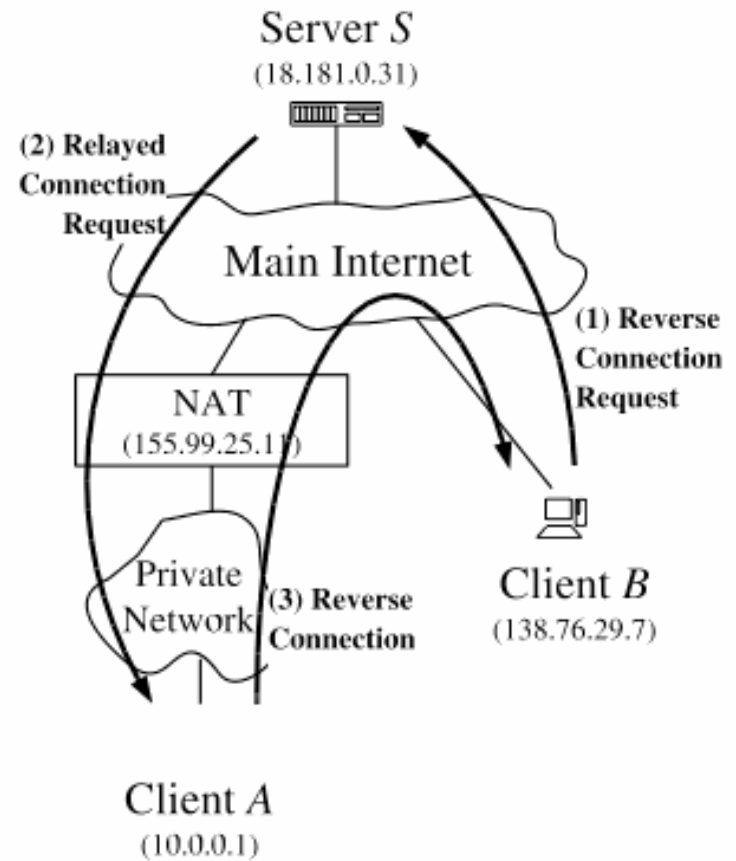 Server S
(18.181.0.31)
(2) Relayed
Connection
Request
Main Internet
(1) Reverse
Connection
Request
NAT
(155.99.25.11)
Private
Network
(3) Reverse
Connection
Client B
(138.76.29.7)
Client A
(10.0.0.1)